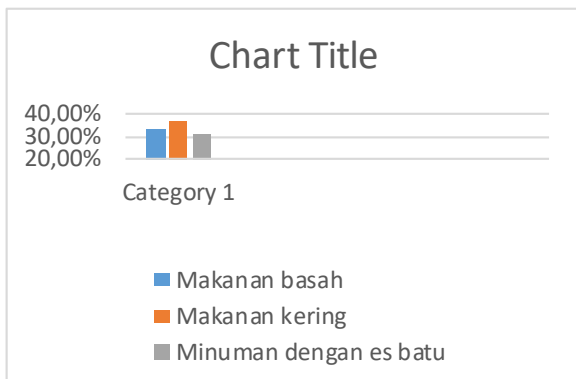 Chart Title
40,00%
30,00%
20,00%
Category 1
Makanan basah
Makanan kering
Minuman dengan es batu